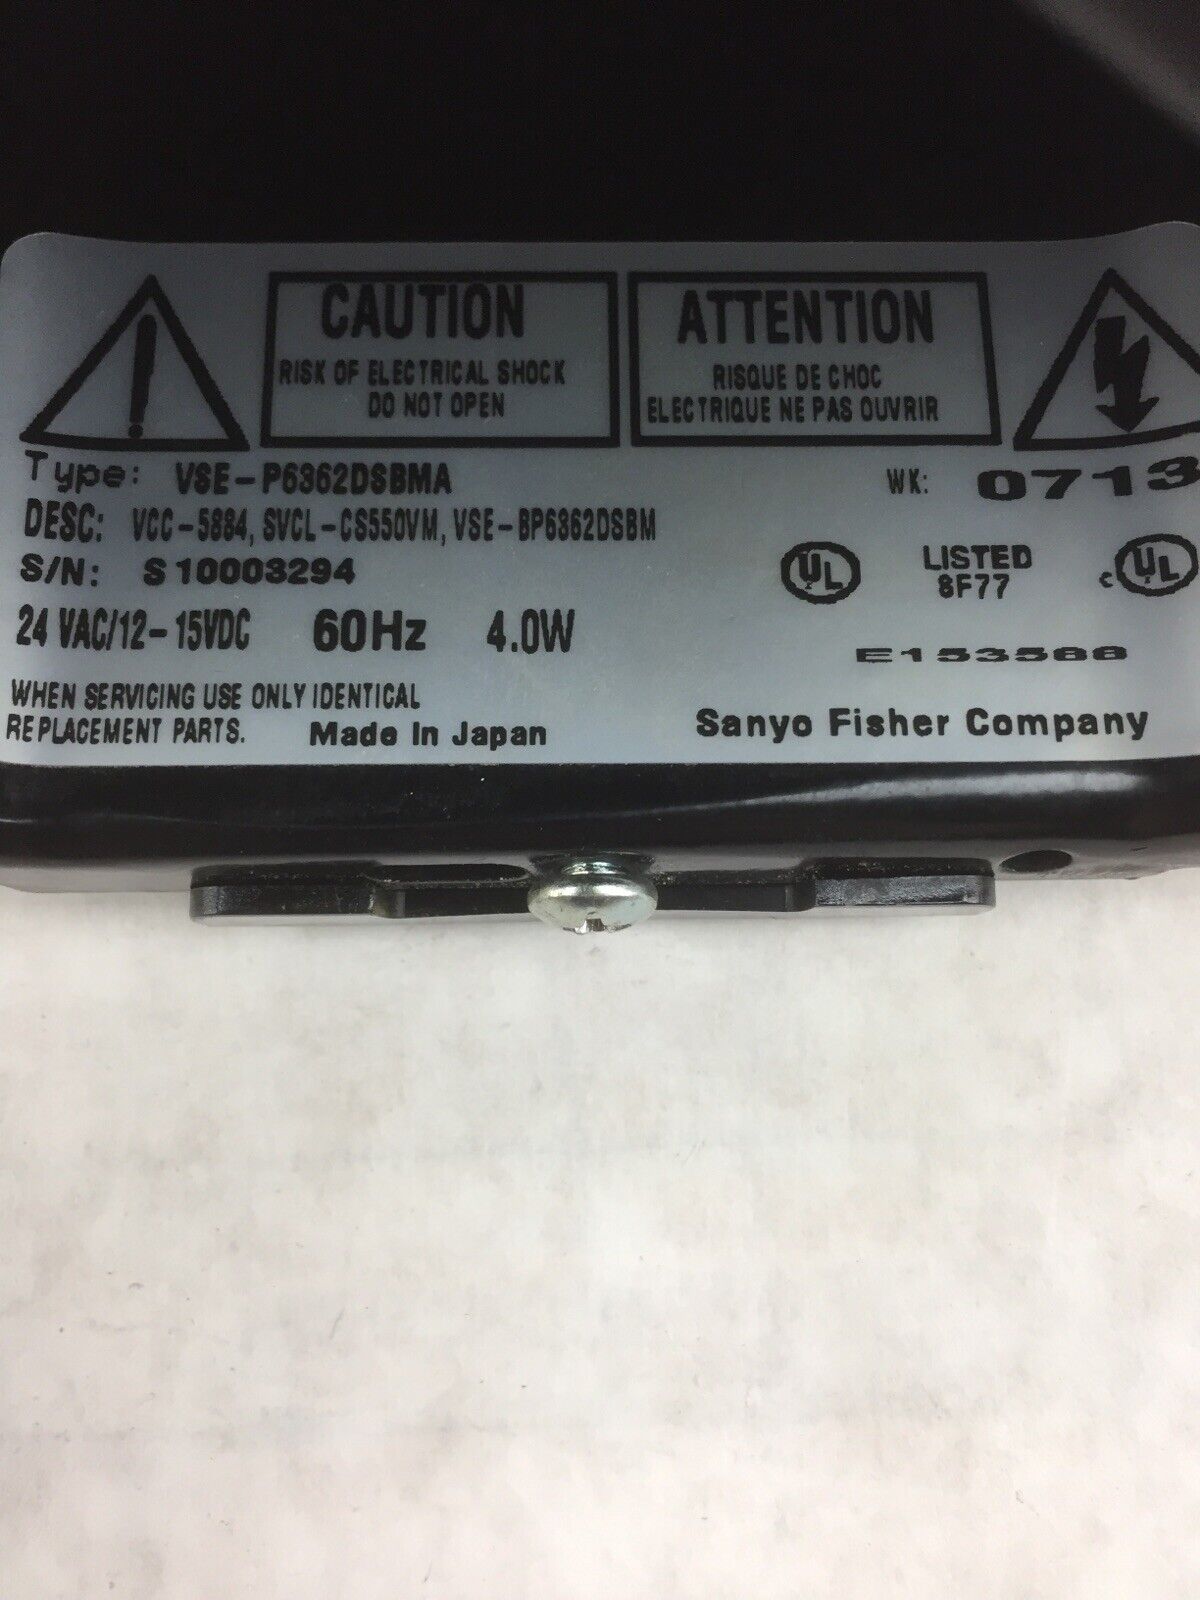 CAUTION
RISK OF ELECTRICAL SHOCK
DO NOT OPEN
ATTENTION
RISQUE DE CHOC
ELECTRIQUE NE PAS OUVRIR
Type: VSE-P6362DSBMA
WK: 0713
DESC: VCC-5884, SVCL-CS550VM, VSE-BP6362DSBM
S/N: S10003294
UL LISTED 8F77 c UL
24 VAC/12-15VDC 60Hz 4.0W
E153588
WHEN SERVICING USE ONLY IDENTICAL
REPLACEMENT PARTS. Made In Japan
Sanyo Fisher Company